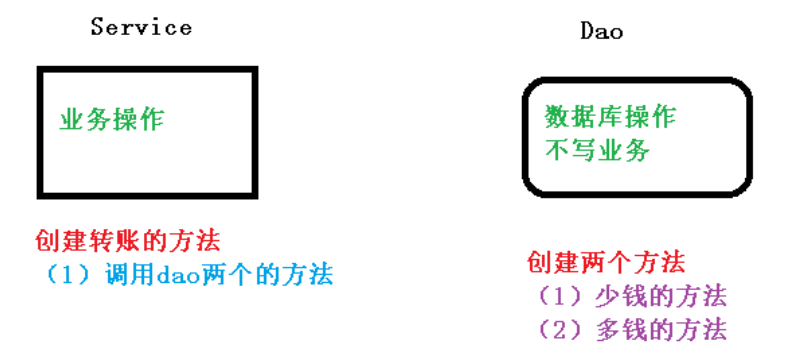 Service
业务操作
创建转账的方法
（1）调用dao两个的方法
Dao
数据库操作
不写业务
创建两个方法
（1）少钱的方法
（2）多钱的方法